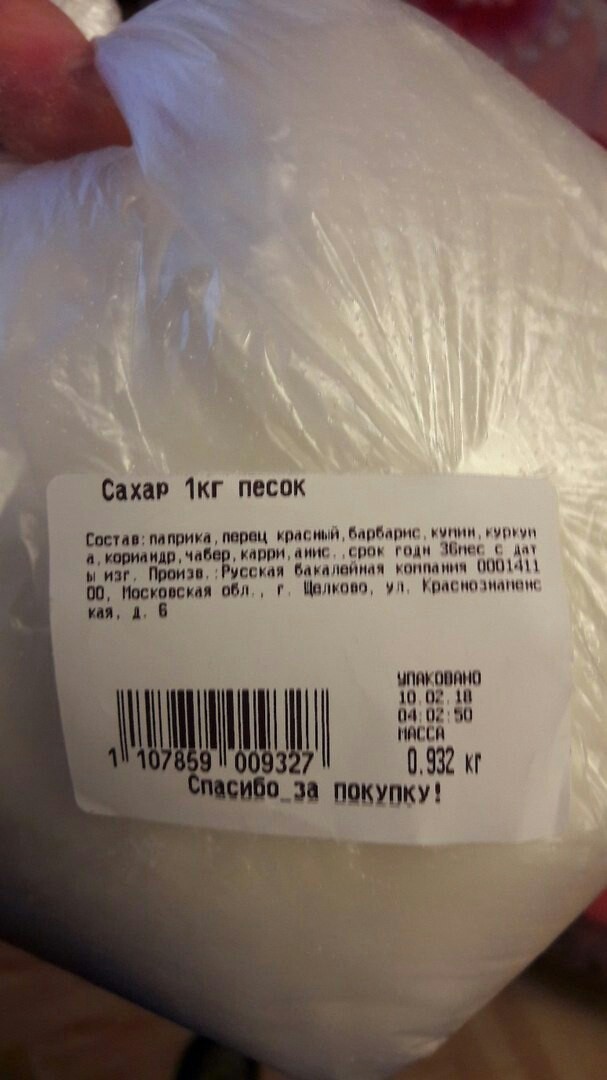 Сахар 1кг песок
Состав:паприка,перец красный,барбарис,кумин,куркум
а,кориандр,чабер,карри,анис.,срок годн 36мес с дат
ы изг. Произв.:Русская бакалейная компания 0001411
00, Московская обл., г. Щелково, ул. Краснознаменс
кая, д. 6
УПАКОВАНО
10.02.18
04:02:50
МАССА
0.932 кг
1 107859 009327
Спасибо_за покупку!